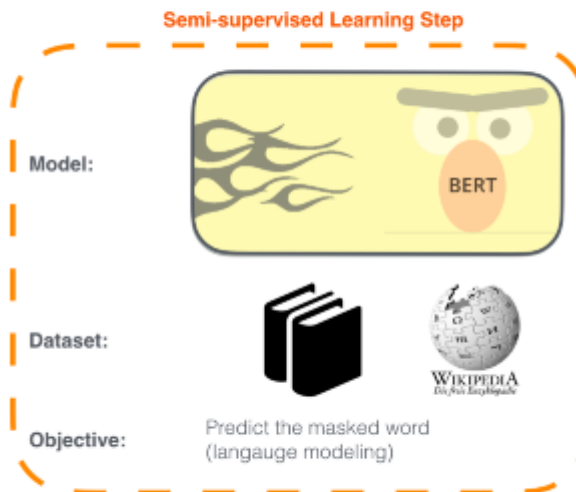 Semi-supervised Learning Step
Model:
BERT
Dataset:
WIKIPEDIA
Die freie Enzyklopädie
Objective:
Predict the masked word
(langauge modeling)